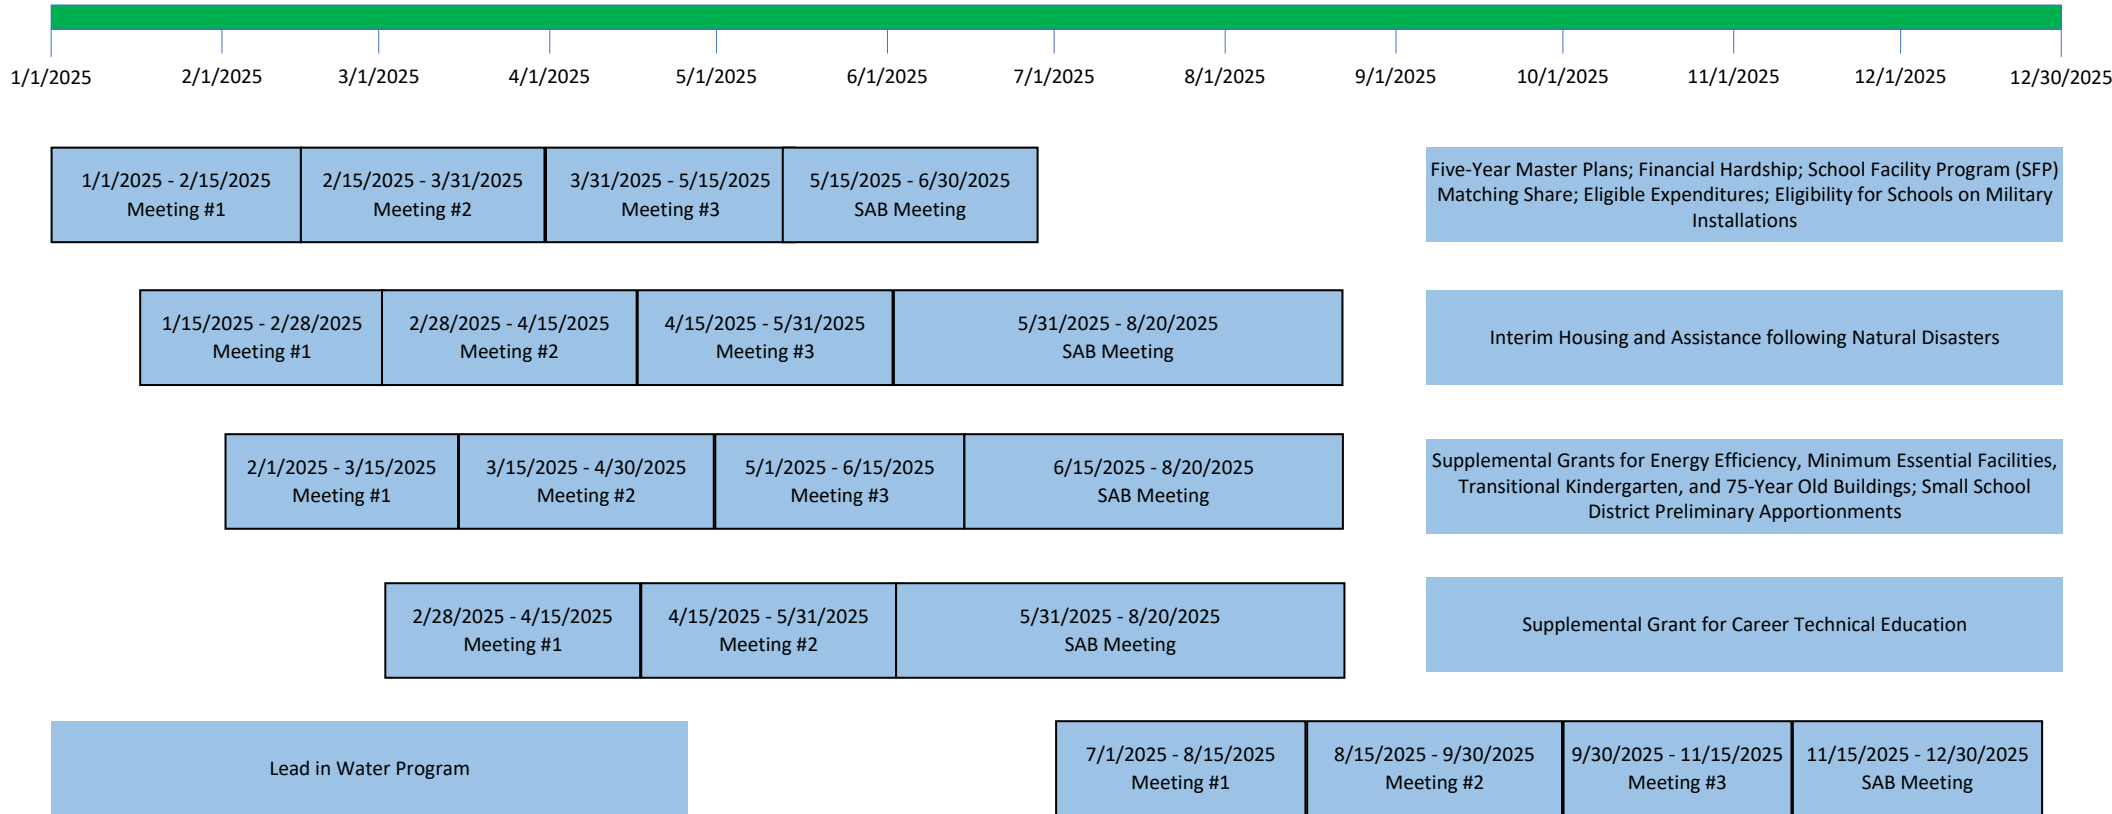 1/1/2025
2/1/2025
3/1/2025
4/1/2025
5/1/2025
6/1/2025
7/1/2025
8/1/2025
9/1/2025
10/1/2025
11/1/2025
12/1/2025
12/30/2025
1/1/2025 - 2/15/2025
Meeting #1
2/15/2025 - 3/31/2025
Meeting #2
3/31/2025 - 5/15/2025
Meeting #3
5/15/2025 - 6/30/2025
SAB Meeting
Five-Year Master Plans; Financial Hardship; School Facility Program (SFP)
Matching Share; Eligible Expenditures; Eligibility for Schools on Military
Installations
1/15/2025 - 2/28/2025
Meeting #1
2/28/2025 - 4/15/2025
Meeting #2
4/15/2025 - 5/31/2025
Meeting #3
5/31/2025 - 8/20/2025
SAB Meeting
Interim Housing and Assistance following Natural Disasters
2/1/2025 - 3/15/2025
Meeting #1
3/15/2025 - 4/30/2025
Meeting #2
5/1/2025 - 6/15/2025
Meeting #3
6/15/2025 - 8/20/2025
SAB Meeting
Supplemental Grants for Energy Efficiency, Minimum Essential Facilities,
Transitional Kindergarten, and 75-Year Old Buildings; Small School
District Preliminary Apportionments
2/28/2025 - 4/15/2025
Meeting #1
4/15/2025 - 5/31/2025
Meeting #2
5/31/2025 - 8/20/2025
SAB Meeting
Supplemental Grant for Career Technical Education
Lead in Water Program
7/1/2025 - 8/15/2025
Meeting #1
8/15/2025 - 9/30/2025
Meeting #2
9/30/2025 - 11/15/2025
Meeting #3
11/15/2025 - 12/30/2025
SAB Meeting